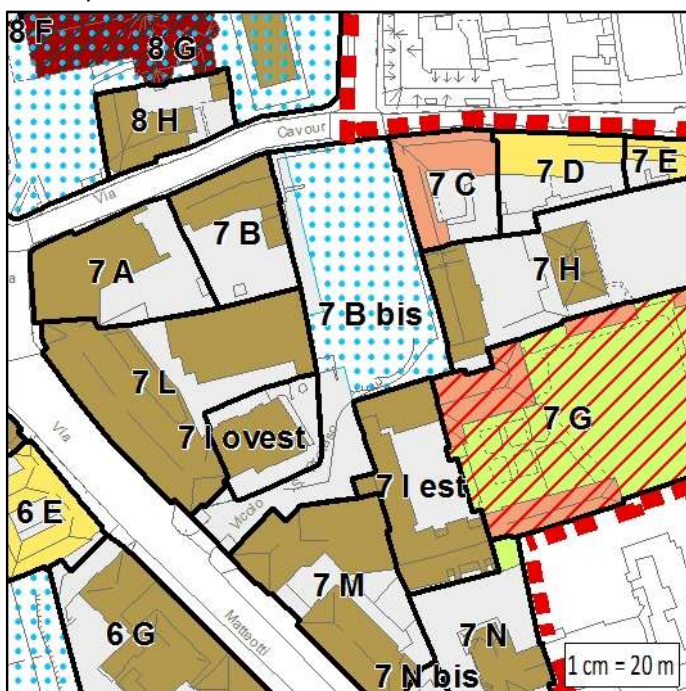 8 F
8 G
8 H
Cavour
V
Via
7 C
7 D
7 E
7 B
7 A
7 H
7 B bis
7 L
7 G
7 I ovest
7 I est
Vicolo
Via
6 E
7 M
Matteotti
6 G
7 N
7 N bis
1 cm = 20 m